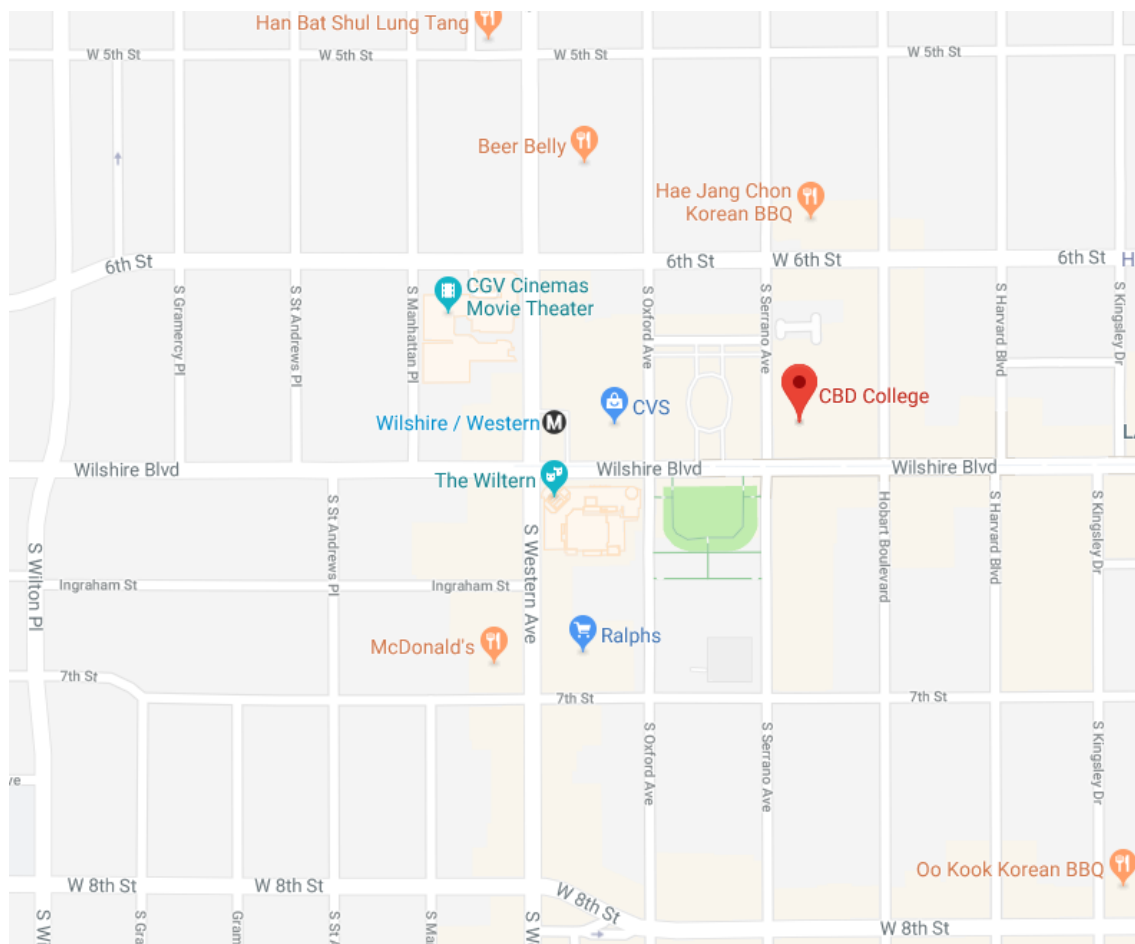 Han Bat Shul Lung Tang
W 5th St
W 5th St
W 5th St
W 5th St
Beer Belly
Hae Jang Chon
Korean BBQ
6th St
6th St
W 6th St
6th St
H
CGV Cinemas
Movie Theater
S Gramercy Pl
S St Andrews Pl
S Manhattan Pl
S Oxford Ave
S Serrano Ave
S Harvard Blvd
S Kingsley Dr
CBD College
CVS
Wilshire / Western
M
Wilshire Blvd
Wilshire Blvd
Wilshire Blvd
The Wiltern
S Wilton Pl
S St Andrews Pl
S Western Ave
Hobart Boulevard
S Harvard Blvd
S Kingsley Dr
Ingraham St
Ingraham St
McDonald's
Ralphs
7th St
7th St
7th St
S Oxford Ave
S Serrano Ave
S Kingsley Dr
Oo Kook Korean BBQ
W 8th St
W 8th St
W 8th St
W 8th St
S Wi
S Gra
Gram
S St A
S Ma
S W